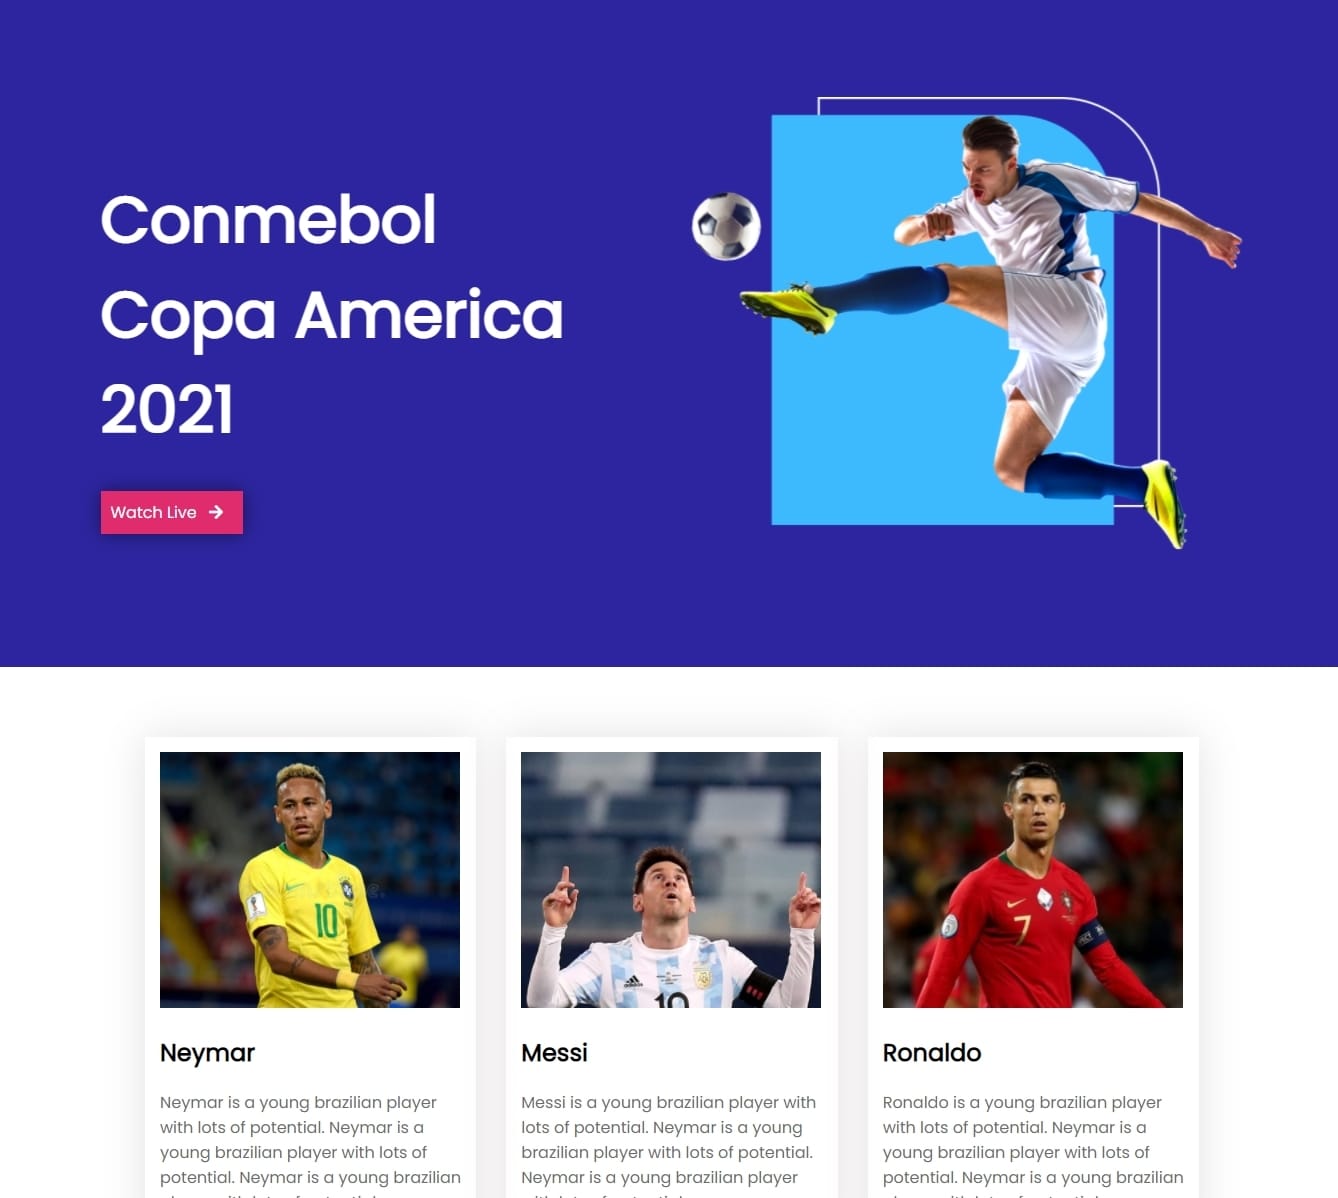 Conmebol
Copa America
2021
Watch Live
10
adidas
10
7
Neymar
Messi
Ronaldo
Neymar is a young brazilian player
with lots of potential. Neymar is a
young brazilian player with lots of
potential. Neymar is a young brazilian
Messi is a young brazilian player with
lots of potential. Neymar is a young
brazilian player with lots of potential.
Neymar is a young brazilian player
Ronaldo is a young brazilian player
with lots of potential. Neymar is a
young brazilian player with lots of
potential. Neymar is a young brazilian